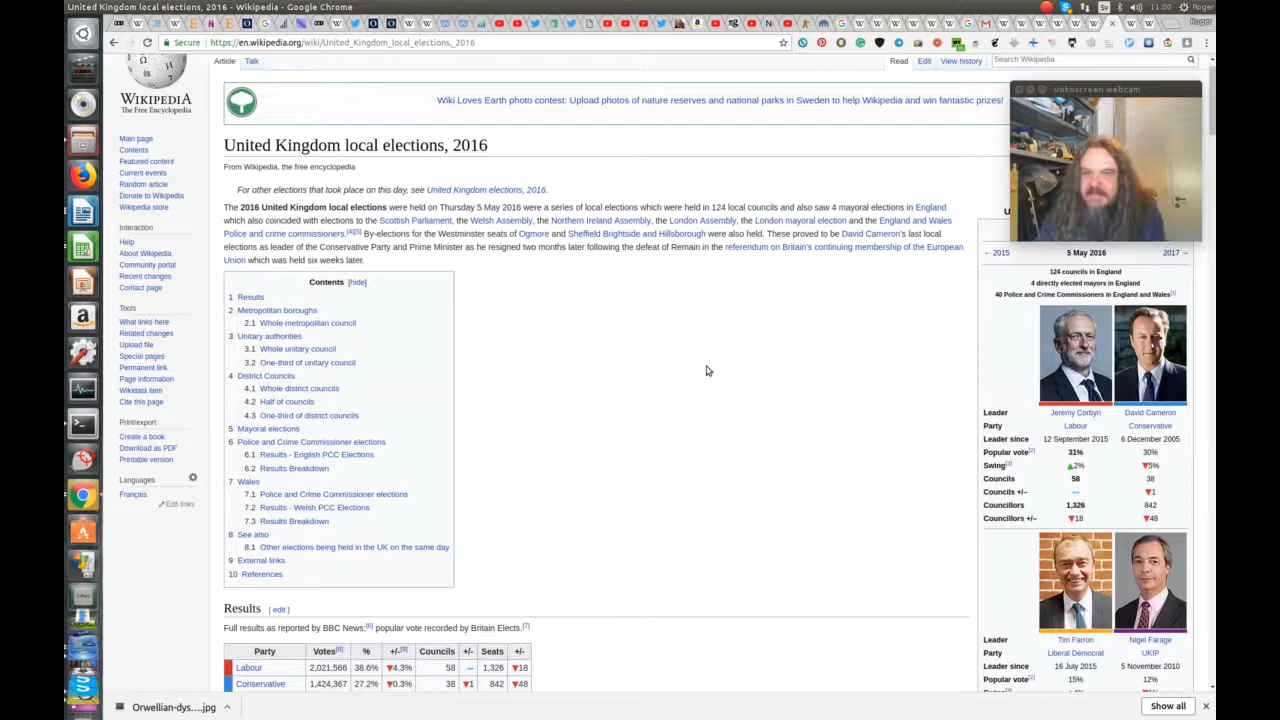 United Kingdom local elections, 2016 - Wikipedia - Google Chrome
Sv
11:00
Roger
Roger
Secure
https://en.wikipedia.org/wiki/United_Kingdom_local_elections,_2016
WIKIPEDIA
The Free Encyclopedia
Article
Talk
Read
Edit
View history
Search Wikipedia
Wiki Loves Earth photo contest: Upload photos of nature reserves and national parks in Sweden to help Wikipedia and win fantastic prizes!
vokoscreen webcam
Main page
Contents
Featured content
Current events
Random article
Donate to Wikipedia
Wikipedia store
Interaction
Help
About Wikipedia
Community portal
Recent changes
Contact page
Tools
What links here
Related changes
Upload file
Special pages
Permanent link
Page information
Wikidata item
Cite this page
Print/export
Create a book
Download as PDF
Printable version
Languages
Français
Edit links
United Kingdom local elections, 2016
From Wikipedia, the free encyclopedia
For other elections that took place on this day, see United Kingdom elections, 2016.
The 2016 United Kingdom local elections were held on Thursday 5 May 2016 were a series of local elections which were held in 124 local councils and also saw 4 mayoral elections in England
which also coincided with elections to the Scottish Parliament, the Welsh Assembly, the Northern Ireland Assembly, the London Assembly, the London mayoral election and the England and Wales
Police and crime commissioners.[4][5] By-elections for the Westminster seats of Ogmore and Sheffield Brightside and Hillsborough were also held. These proved to be David Cameron's last local
elections as leader of the Conservative Party and Prime Minister as he resigned two months later following the defeat of Remain in the referendum on Britain's continuing membership of the European
Union which was held six weeks later.
Contents [hide]
1 Results
2 Metropolitan boroughs
2.1 Whole metropolitan council
3 Unitary authorities
3.1 Whole unitary council
3.2 One-third of unitary council
4 District Councils
4.1 Whole district councils
4.2 Half of councils
4.3 One-third of district councils
5 Mayoral elections
6 Police and Crime Commissioner elections
6.1 Results - English PCC Elections
6.2 Results Breakdown
7 Wales
7.1 Police and Crime Commissioner elections
7.2 Results - Welsh PCC Elections
7.3 Results Breakdown
8 See also
8.1 Other elections being held in the UK on the same day
9 External links
10 References
Results [ edit ]
Full results as reported by BBC News;[6] popular vote recorded by Britain Elects.[7]
Party Votes[8] % +/-[9] Councils +/- Seats +/-
Labour 2,021,566 38.6% ▼4.3% 58 – 1,326 ▼18
Conservative 1,424,367 27.2% ▼0.3% 38 ▼1 842 ▼48
← 2015 5 May 2016 2017 →
124 councils in England
4 directly elected mayors in England
40 Police and Crime Commissioners in England and Wales[1]
Leader Jeremy Corbyn David Cameron
Party Labour Conservative
Leader since 12 September 2015 6 December 2005
Popular vote[2] 31% 30%
Swing[3] ▲2% ▼5%
Councils 58 38
Councils +/– – ▼1
Councillors 1,326 842
Councillors +/– ▼18 ▼48
Leader Tim Farron Nigel Farage
Party Liberal Democrat UKIP
Leader since 16 July 2015 5 November 2010
Popular vote[2] 15% 12%
Orwellian-dys....jpg
Show all